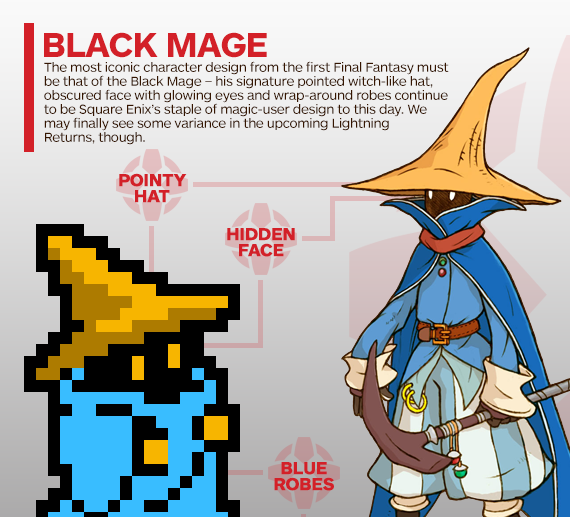 BLACK MAGE
The most iconic character design from the first Final Fantasy must
be that of the Black Mage – his signature pointed witch-like hat,
obscured face with glowing eyes and wrap-around robes continue
to be Square Enix's staple of magic-user design to this day. We
may finally see some variance in the upcoming Lightning
Returns, though.
POINTY
HAT
HIDDEN
FACE
BLUE
ROBES